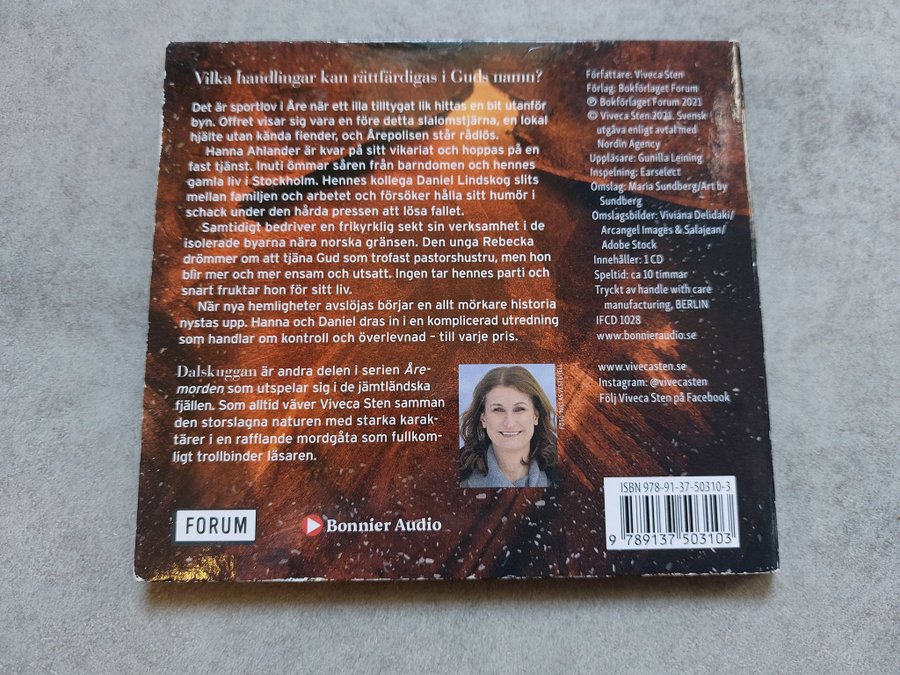 Vilka handlingar kan rättfärdigas i Guds namn?
Det är sportlov i Åre när ett illa tilltygat lik hittas en bit utanför
byn. Offret visar sig vara en före detta slalomstjärna, en lokal
hjälte utan kända fiender, och Årepolisen står rådlös.
Hanna Ahlander är kvar på sitt vikariat och hoppas på en
fast tjänst. Inuti ömmar såren från barndomen och hennes
gamla liv i Stockholm. Hennes kollega Daniel Lindskog slits
mellan familjen och arbetet och försöker hålla sitt humör i
schack under den hårda pressen att lösa fallet.
Samtidigt bedriver en frikyrklig sekt sin verksamhet i de
isolerade byarna nära norska gränsen. Den unga Rebecka
drömmer om att tjäna Gud som trofast pastorshustru, men hon
blir mer och mer ensam och utsatt. Ingen tar hennes parti och
snart fruktar hon för sitt liv.
När nya hemligheter avslöjas börjar en allt mörkare historia
nystas upp. Hanna och Daniel dras in i en komplicerad utredning
som handlar om kontroll och överlevnad – till varje pris.
Dalskuggan är andra delen i serien Åre-
morden som utspelar sig i de jämtländska
fjällen. Som alltid väver Viveca Sten samman
den storslagna naturen med starka karak-
tärer i en rafflande mordgåta som fullkom-
ligt trollbinder läsaren.
FORUM
Bonnier Audio
Författare: Viveca Sten
Förlag: Bokförlaget Forum
℗ Bokförlaget Forum 2021
© Viveca Sten 2021. Svensk
utgåva enligt avtal med
Nordin Agency
Uppläsare: Gunilla Leining
Inspelning: Earselect
Omslag: Maria Sundberg/Art by
Sundberg
Omslagsbilder: Viviana Delidaki/
Arcangel Images & Salajean/
Adobe Stock
Innehåller: 1 CD
Speltid: ca 10 timmar
Tryckt av handle with care
manufacturing, BERLIN
IFCD 1028
www.bonnieraudio.se
www.vivecasten.se
Instagram: @vivecasten
Följ Viveca Sten på Facebook
ISBN 978-91-37-50310-3
9 789137 503103